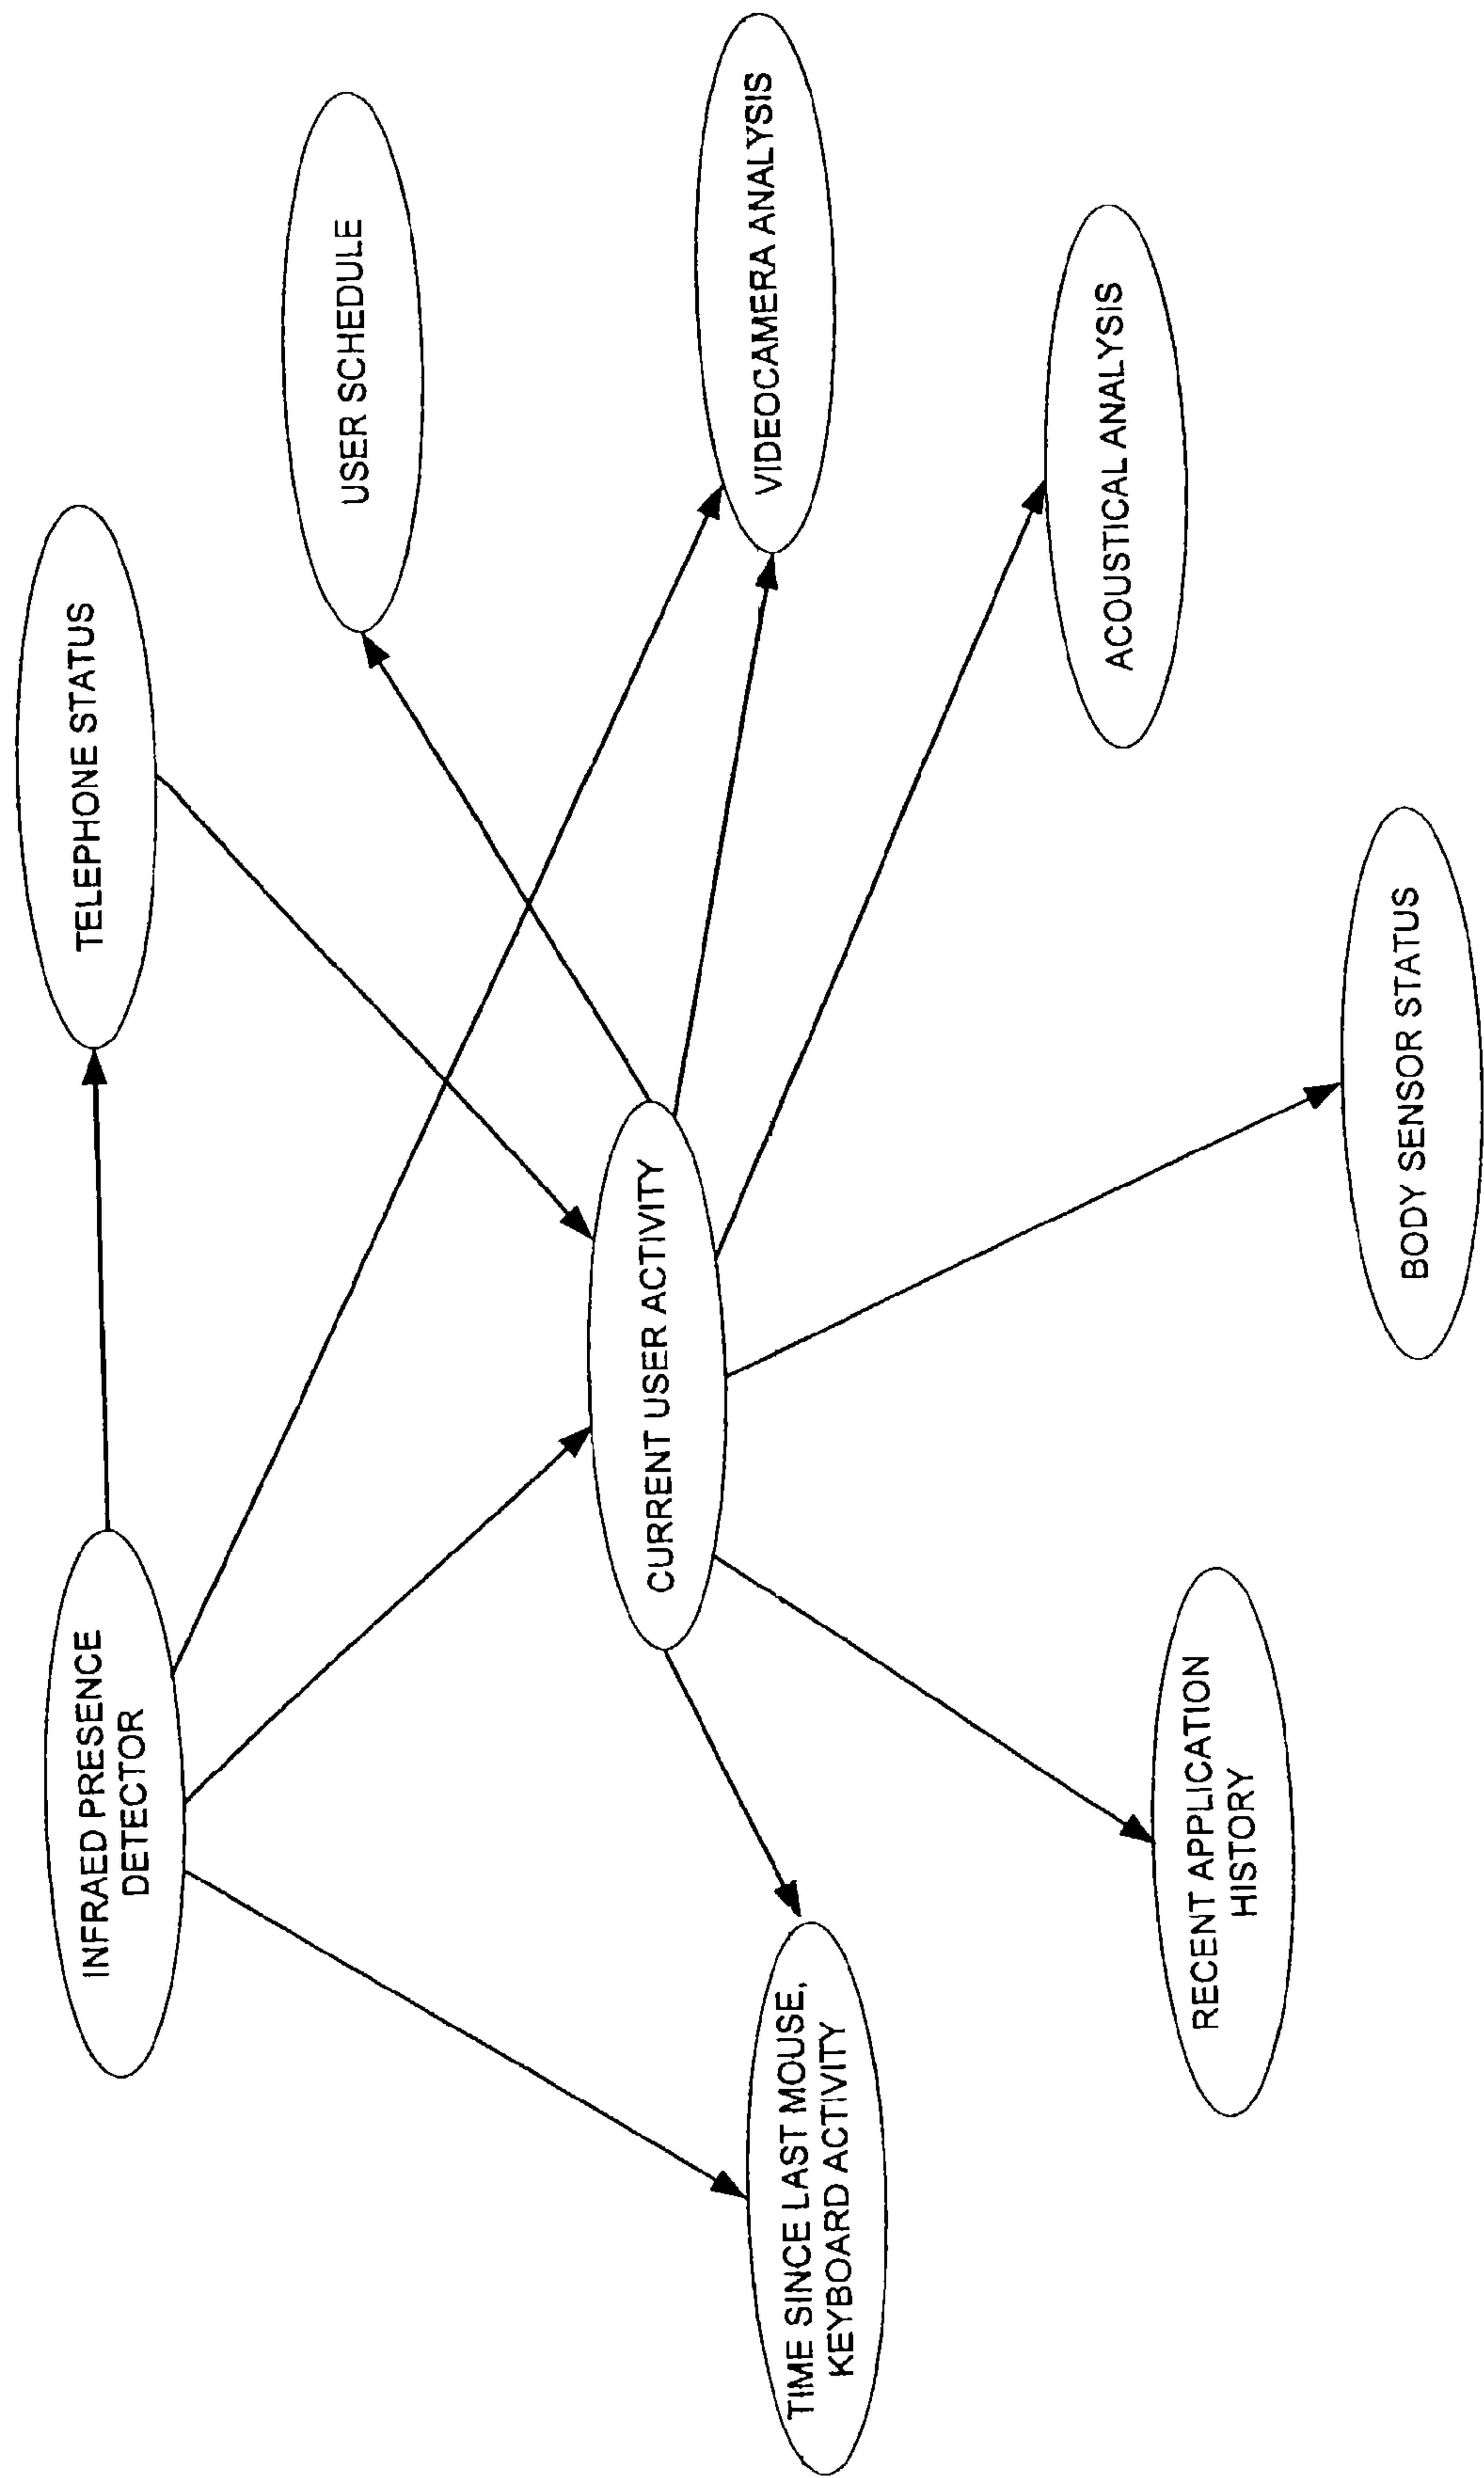 INFRAED PRESENCE
DETECTOR
TELEPHONE STATUS
USER SCHEDULE
CURRENT USER ACTIVITY
VIDEOCAMERA ANALYSIS
TIME SINCE LAST MOUSE,
KEYBOARD ACTIVITY
ACOUSTICAL ANALYSIS
RECENT APPLICATION
HISTORY
BODY SENSOR STATUS